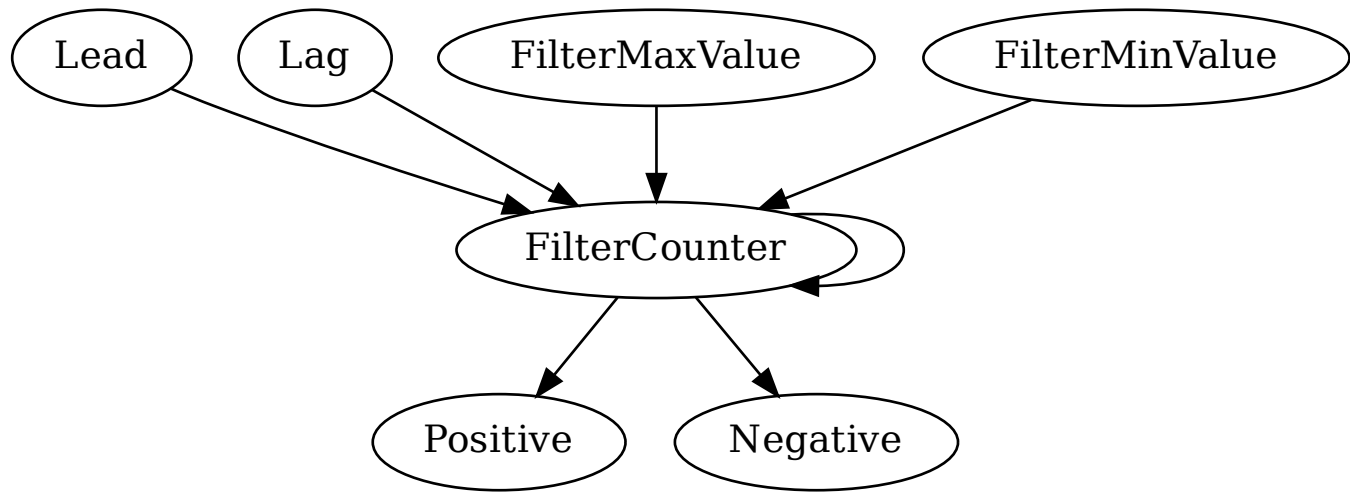 Lead
Lag
FilterMaxValue
FilterMinValue
FilterCounter
Positive
Negative